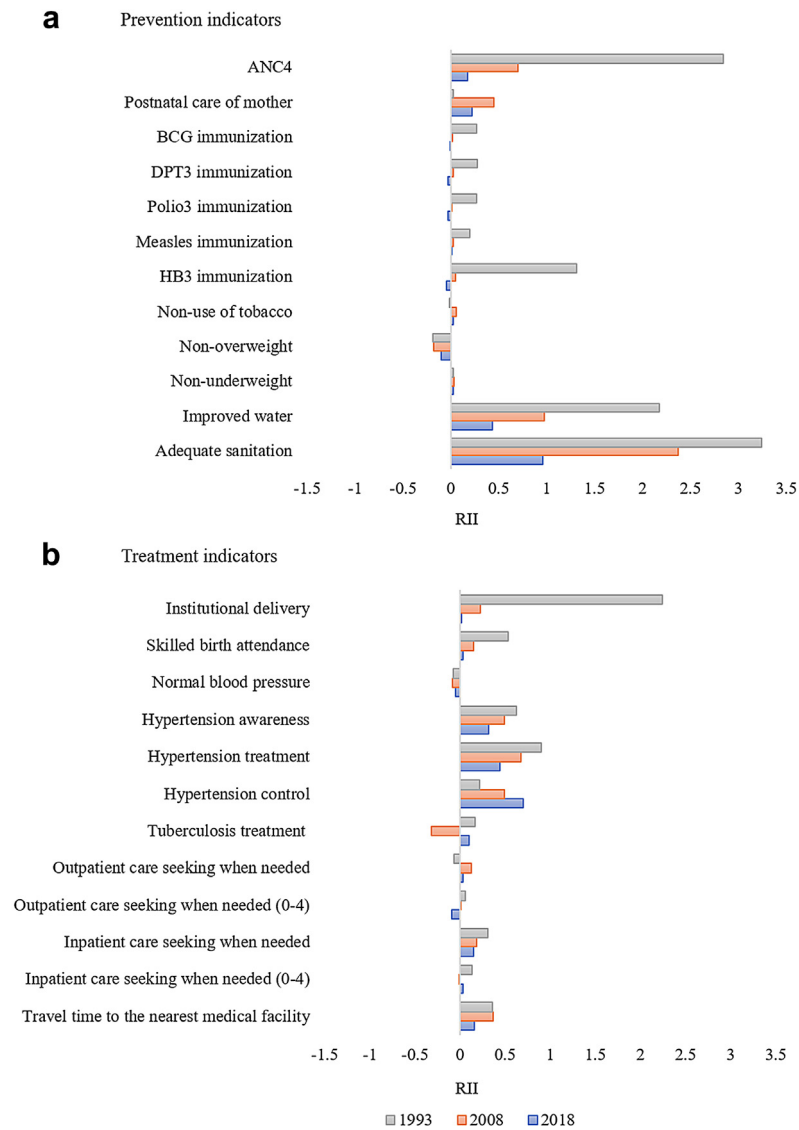 a Prevention indicators
ANC4
Postnatal care of mother
BCG immunization
DPT3 immunization
Polio3 immunization
Measles immunization
HB3 immunization
Non-use of tobacco
Non-overweight
Non-underweight
Improved water
Adequate sanitation
-1.5 -1 -0.5 0 0.5 1 1.5 2 2.5 3 3.5
RII
b Treatment indicators
Institutional delivery
Skilled birth attendance
Normal blood pressure
Hypertension awareness
Hypertension treatment
Hypertension control
Tuberculosis treatment
Outpatient care seeking when needed
Outpatient care seeking when needed (0-4)
Inpatient care seeking when needed
Inpatient care seeking when needed (0-4)
Travel time to the nearest medical facility
-1.5 -1 -0.5 0 0.5 1 1.5 2 2.5 3 3.5
RII
1993 2008 2018